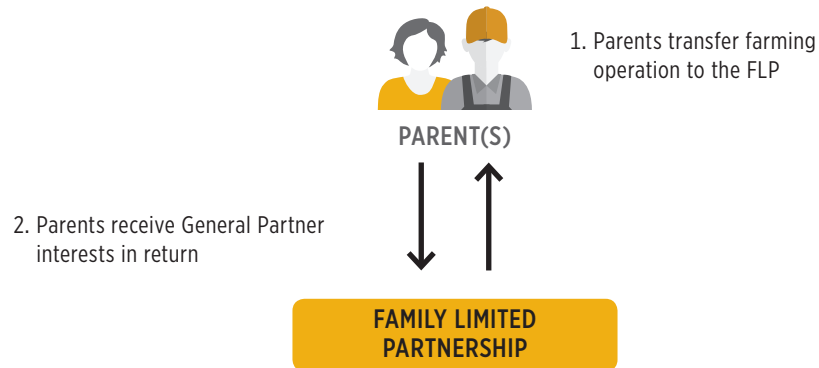 1. Parents transfer farming
operation to the FLP
PARENT(S)
2. Parents receive General Partner
interests in return
FAMILY LIMITED
PARTNERSHIP